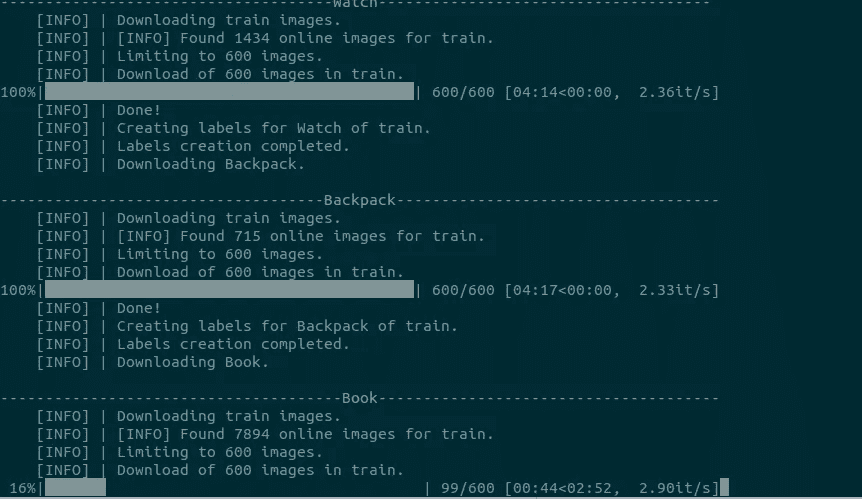 -------------------------------------Watch-----------------------------------
[INFO] | Downloading train images.
[INFO] | [INFO] Found 1434 online images for train.
[INFO] | Limiting to 600 images.
[INFO] | Download of 600 images in train.
100%| | 600/600 [04:14<00:00, 2.36it/s]
[INFO] | Done!
[INFO] | Creating labels for Watch of train.
[INFO] | Labels creation completed.
[INFO] | Downloading Backpack.
------------------------------------Backpack------------------------------------
[INFO] | Downloading train images.
[INFO] | [INFO] Found 715 online images for train.
[INFO] | Limiting to 600 images.
[INFO] | Download of 600 images in train.
100%| | 600/600 [04:17<00:00, 2.33it/s]
[INFO] | Done!
[INFO] | Creating labels for Backpack of train.
[INFO] | Labels creation completed.
[INFO] | Downloading Book.
--------------------------------------Book--------------------------------------
[INFO] | Downloading train images.
[INFO] | [INFO] Found 7894 online images for train.
[INFO] | Limiting to 600 images.
[INFO] | Download of 600 images in train.
16%| | 99/600 [00:44<02:52, 2.90it/s]